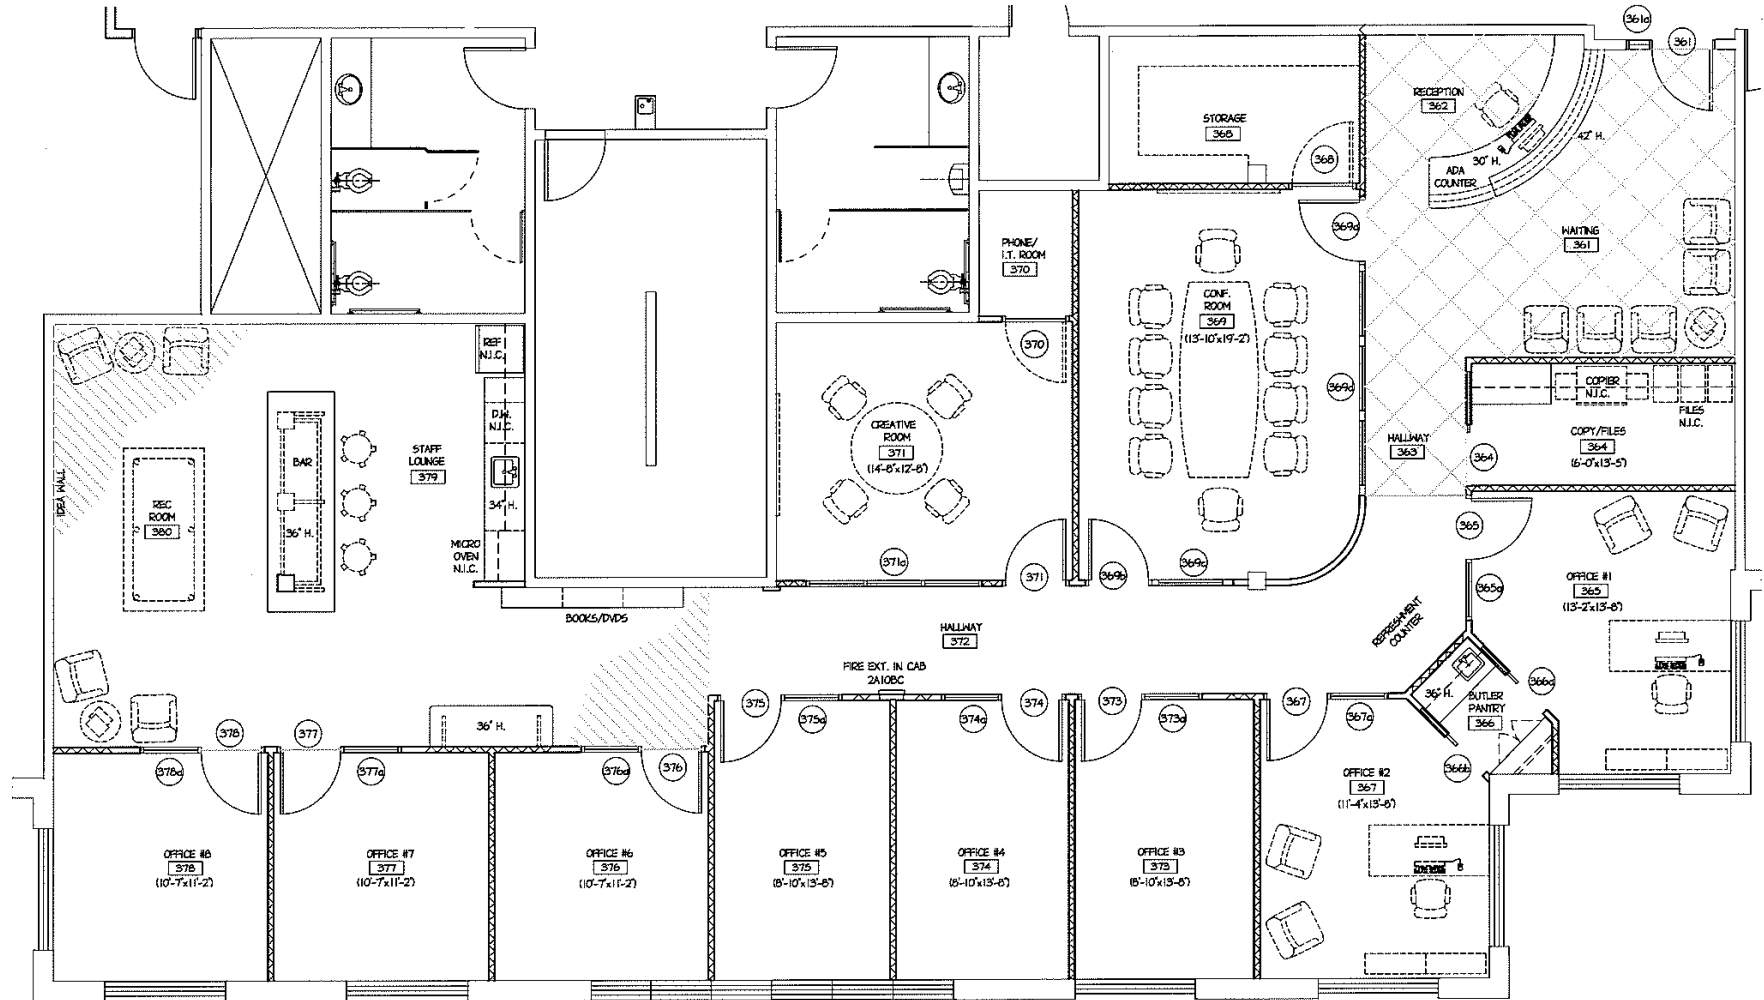 361a
361
RECEPTION
362
42" H.
30" H.
ADA
COUNTER
STORAGE
368
368
369a
WAITING
361
PHONE/
I.T. ROOM
370
370
CONF.
ROOM
369
(13'-10"x19'-2")
369d
REF
N.I.C.
D.W.
N.I.C.
34" H.
MICRO
OVEN
N.I.C.
STAFF
LOUNGE
379
BAR
36" H.
REC
ROOM
380
IDEA WALL
CREATIVE
ROOM
371
(14'-8"x12'-8")
371a
371
369b
369c
HALLWAY
363
COPIER
N.I.C.
FILES
N.I.C.
COPY/FILES
364
(6'-0"x13'-5")
364
365
OFFICE #1
365
(13'-2"x13'-8")
365a
BOOKS/DVDS
HALLWAY
372
FIRE EXT. IN CAB
2A10BC
REFRESHMENT
COUNTER
36" H.
BUTLER
PANTRY
366
366a
366b
36" H.
378
377
378a
377a
376a
376
375
375a
374a
374
373
373a
367
367a
OFFICE #8
378
(10'-7"x11'-2")
OFFICE #7
377
(10'-7"x11'-2")
OFFICE #6
376
(10'-7"x11'-2")
OFFICE #5
375
(8'-10"x13'-8")
OFFICE #4
374
(8'-10"x13'-8")
OFFICE #3
373
(8'-10"x13'-8")
OFFICE #2
367
(11'-4"x13'-8")